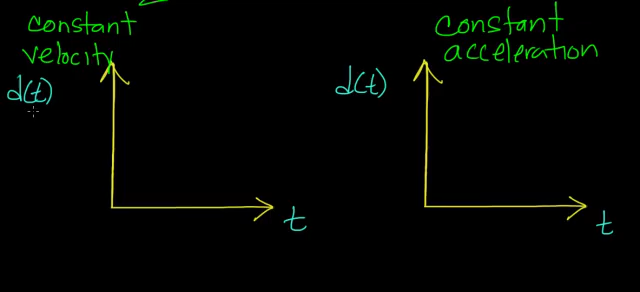 constant
velocity
d(t)
t
Constant
acceleration
d(t)
t